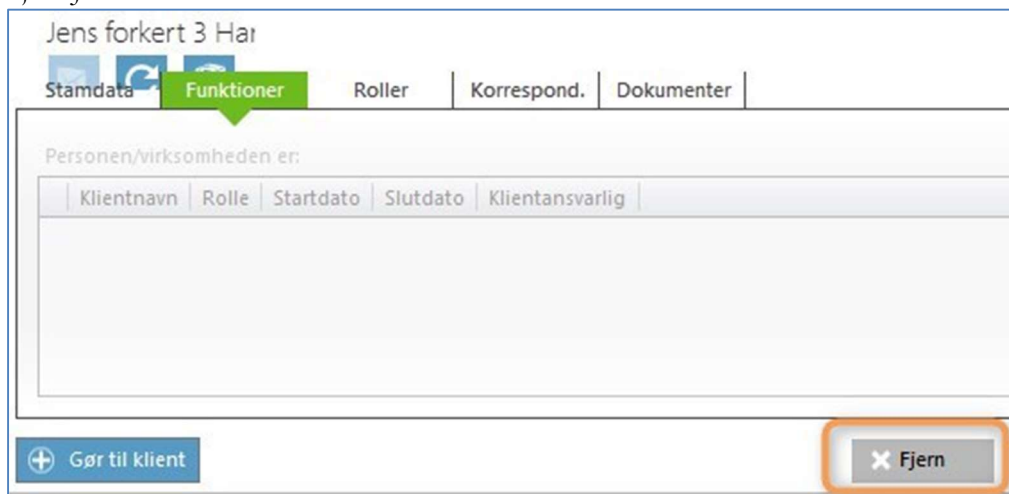 Jens forkert 3 Har
Stamdata Funktioner Roller Korrespond. Dokumenter
Personen/virksomheden er:
Klientnavn Rolle Startdato Slutdato Klientansvarlig
Gør til klient Fjern